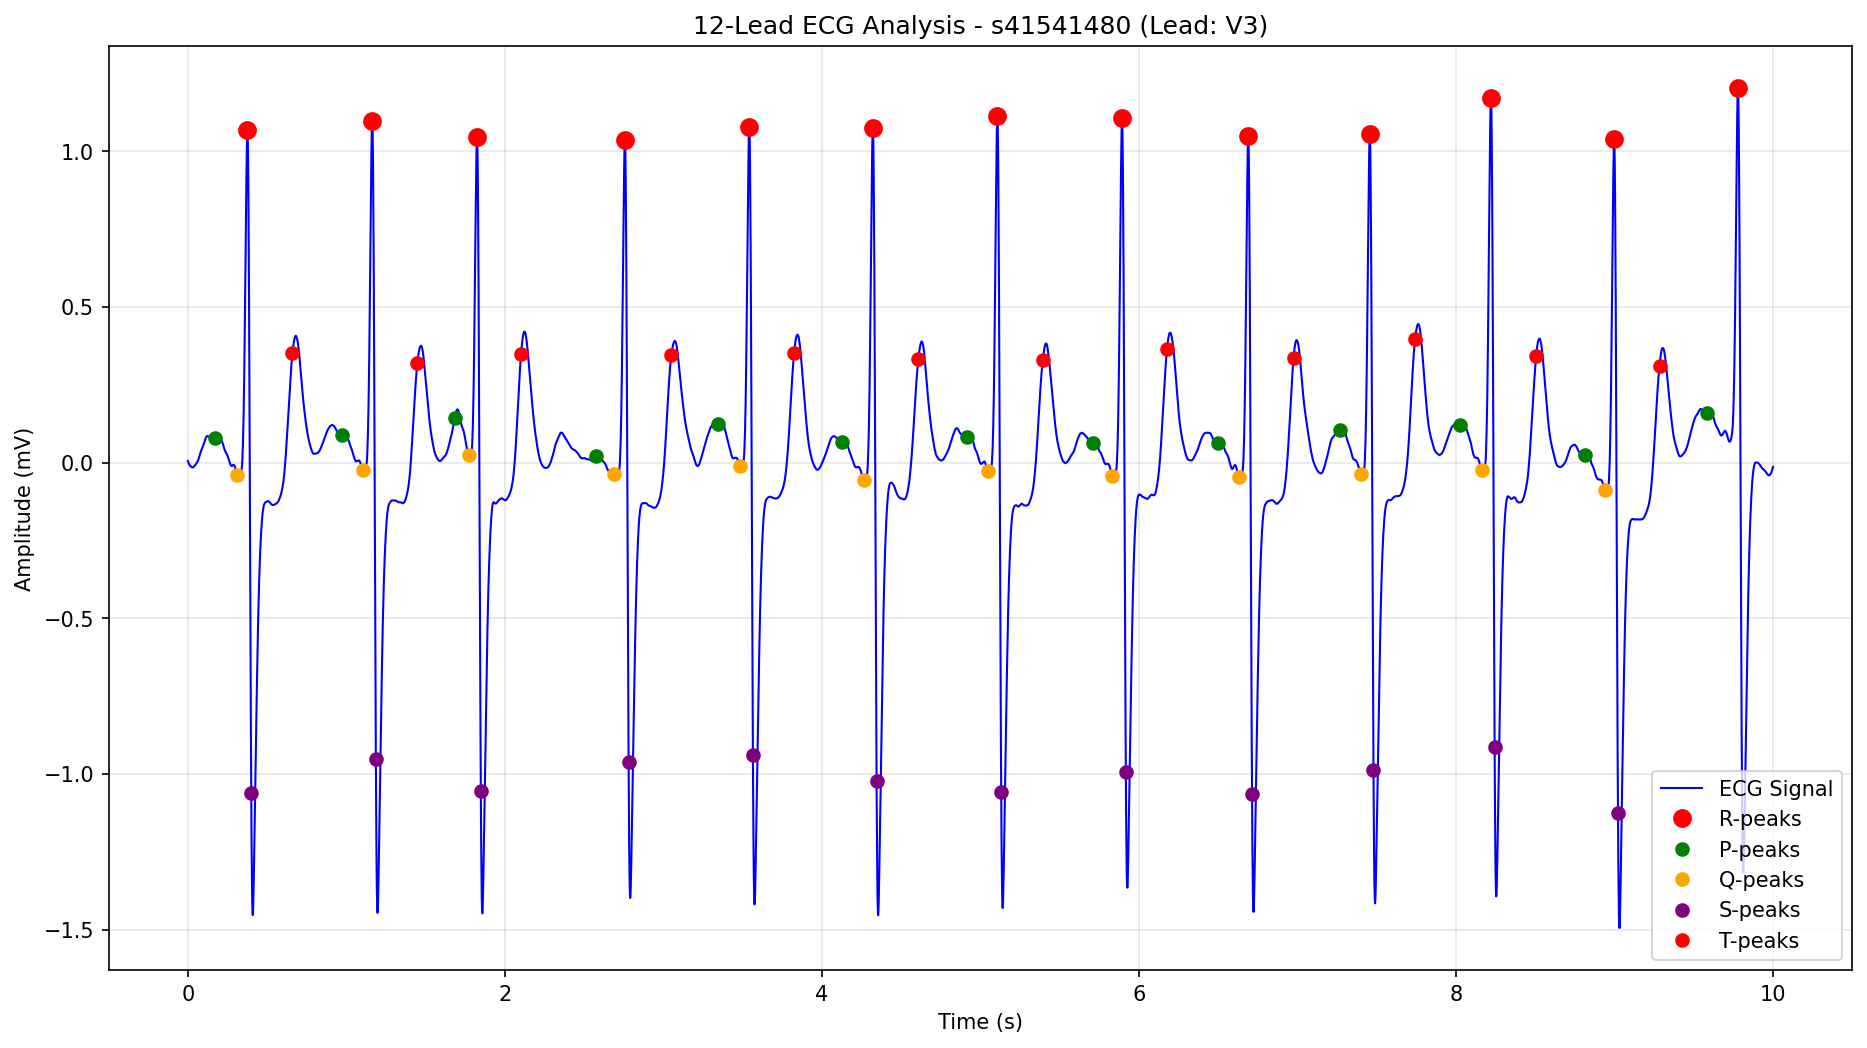 12-Lead ECG Analysis - s41541480 (Lead: V3)
Amplitude (mV)
1.0
0.5
0.0
−0.5
−1.0
−1.5
0 2 4 6 8 10
Time (s)
ECG Signal
R-peaks
P-peaks
Q-peaks
S-peaks
T-peaks